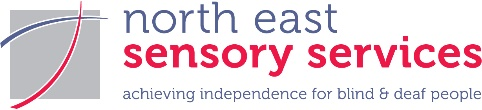 north east
sensory services
achieving independence for blind & deaf people